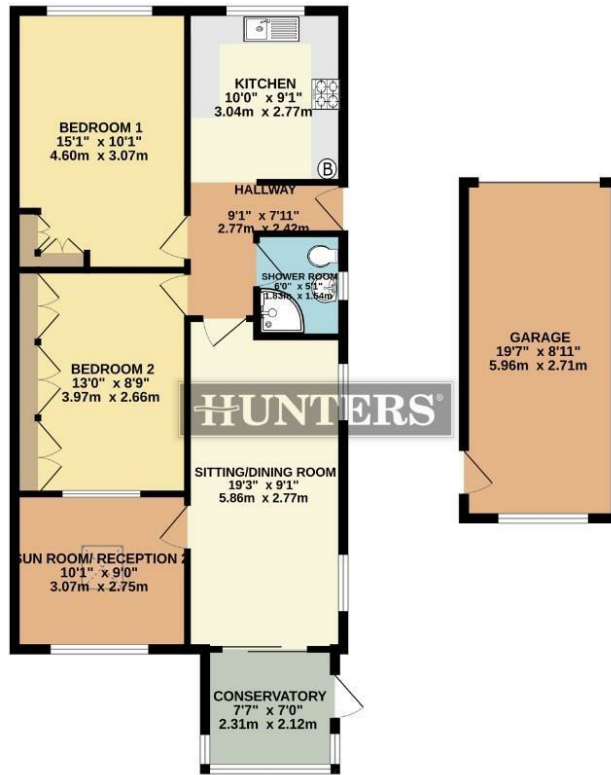 KITCHEN
10'0" x 9'1"
3.04m x 2.77m
BEDROOM 1
15'1" x 10'1"
4.60m x 3.07m
B
HALLWAY
9'1" x 7'11"
2.77m x 2.42m
SHOWER ROOM
6'0" x 5'1"
1.83m x 1.54m
GARAGE
19'7" x 8'11"
5.96m x 2.71m
BEDROOM 2
13'0" x 8'9"
3.97m x 2.66m
HUNTERS®
SITTING/DINING ROOM
19'3" x 9'1"
5.86m x 2.77m
SUN ROOM/ RECEPTION 2
10'1" x 9'0"
3.07m x 2.75m
CONSERVATORY
7'7" x 7'0"
2.31m x 2.12m